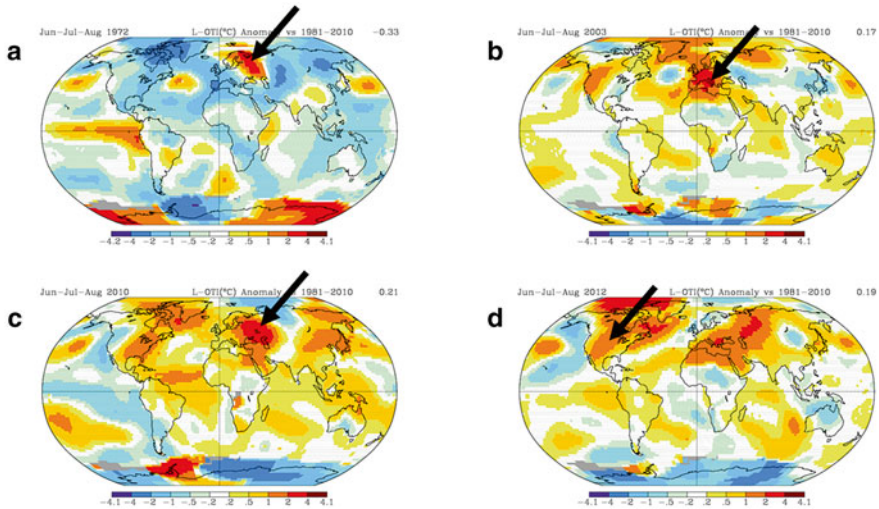 a
Jun-Jul-Aug 1972 L-OTI(°C) Anomaly vs 1981-2010 -0.33
-4.2 -4 -2 -1 -.5 -.2 .2 .5 1 2 4 4.1
b
Jun-Jul-Aug 2003 L-OTI(°C) Anomaly vs 1981-2010 0.17
-4.1 -4 -2 -1 -.5 -.2 .2 .5 1 2 4 4.1
c
Jun-Jul-Aug 2010 L-OTI(°C) Anomaly vs 1981-2010 0.21
-4.1 -4 -2 -1 -.5 -.2 .2 .5 1 2 4 4.1
d
Jun-Jul-Aug 2012 L-OTI(°C) Anomaly vs 1981-2010 0.19
-4.1 -4 -2 -1 -.5 -.2 .2 .5 1 2 4 4.1